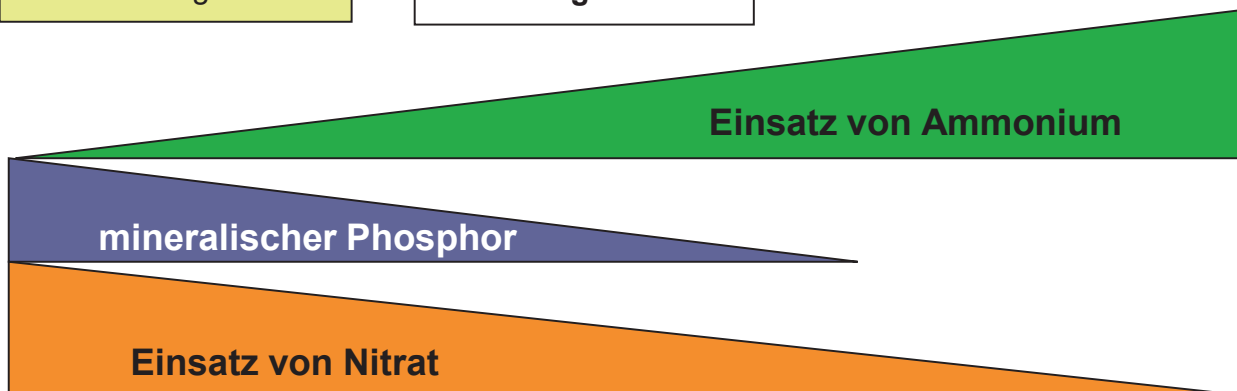 Einsatz von Ammonium
mineralischer Phosphor
Einsatz von Nitrat